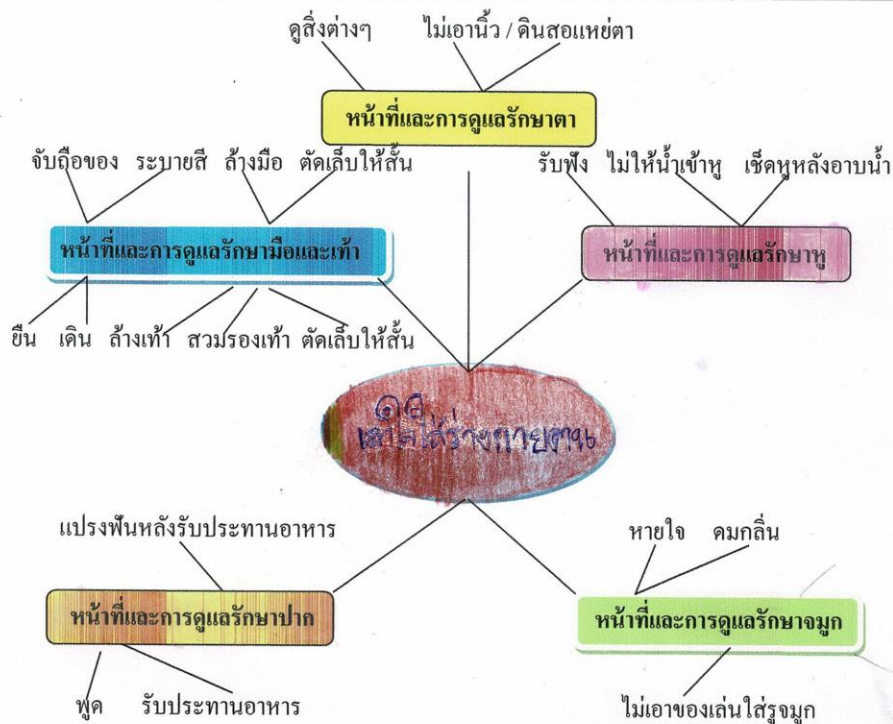 ดูสิ่งต่างๆ ไม่เอานิ้ว / ดินสอแหย่ตา
หน้าที่และการดูแลรักษาตา
จับถือของ ระบายสี ล้างมือ ตัดเล็บให้สั้น
รับฟัง ไม่ให้น้ำเข้าหู เช็ดหูหลังอาบน้ำ
หน้าที่และการดูแลรักษามือและเท้า
หน้าที่และการดูแลรักษาหู
ยืน เดิน ล้างเท้า สวมรองเท้า ตัดเล็บให้สั้น
แปรงฟันหลังรับประทานอาหาร
หายใจ ดมกลิ่น
หน้าที่และการดูแลรักษาปาก
หน้าที่และการดูแลรักษาจมูก
พูด รับประทานอาหาร
ไม่เอาของเล่นใส่รูจมูก